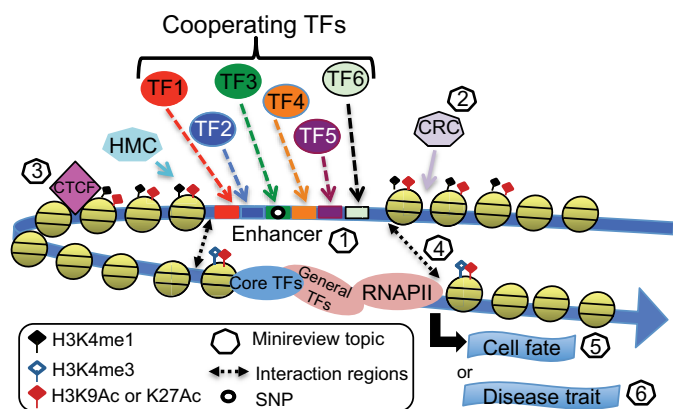 Cooperating TFs
TF1
TF2
TF3
TF4
TF5
TF6
HMC
2
CRC
3
CTCF
Enhancer
1
4
Core TFs
General TFs
RNAPII
H3K4me1
H3K4me3
H3K9Ac or K27Ac
Minireview topic
Interaction regions
SNP
Cell fate
5
or
Disease trait
6